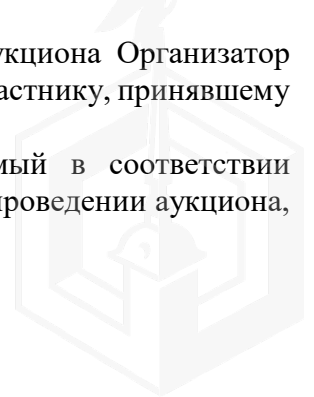 укциона Организатор
астнику, принявшему
мый в соответствии
проведении аукциона,